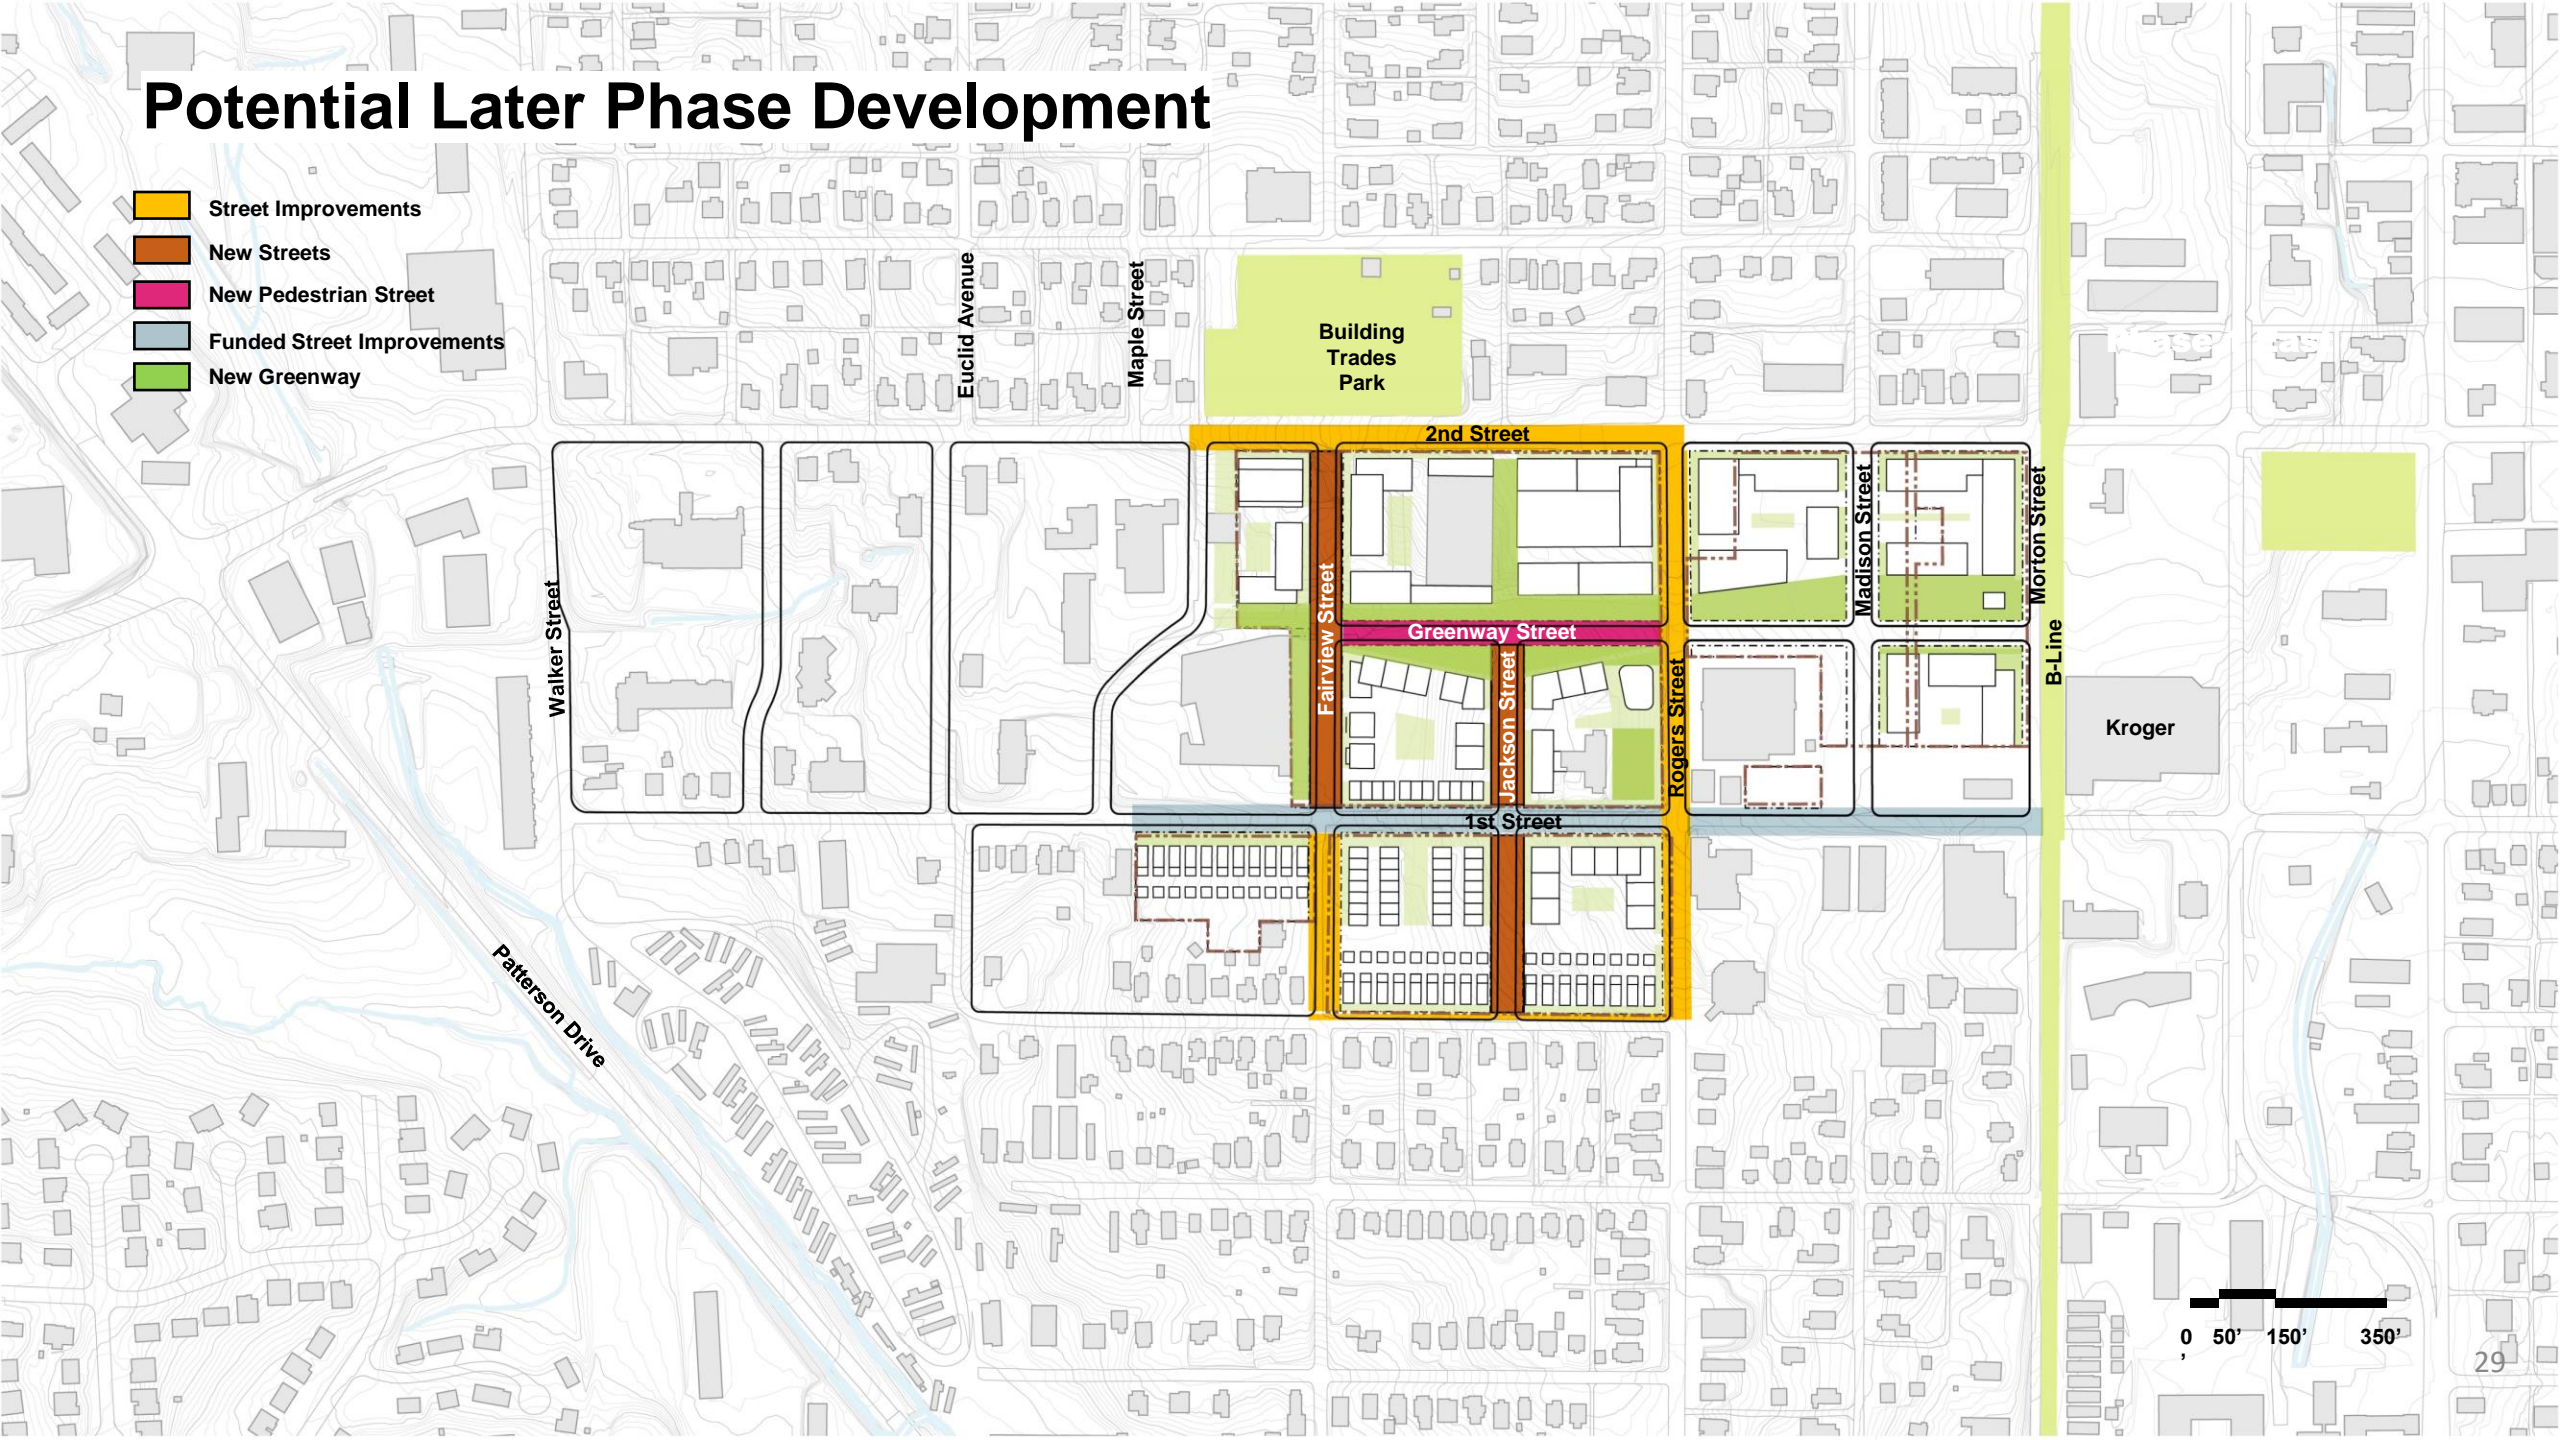 Potential Later Phase Development
Street Improvements
New Streets
New Pedestrian Street
Funded Street Improvements
New Greenway
Euclid Avenue
Maple Street
Building
Trades
Park
2nd Street
Walker Street
Fairview Street
Greenway Street
Jackson Street
Rogers Street
Madison Street
Morton Street
B-Line
Kroger
1st Street
Patterson Drive
0 50’ 150’ 350’
’
29